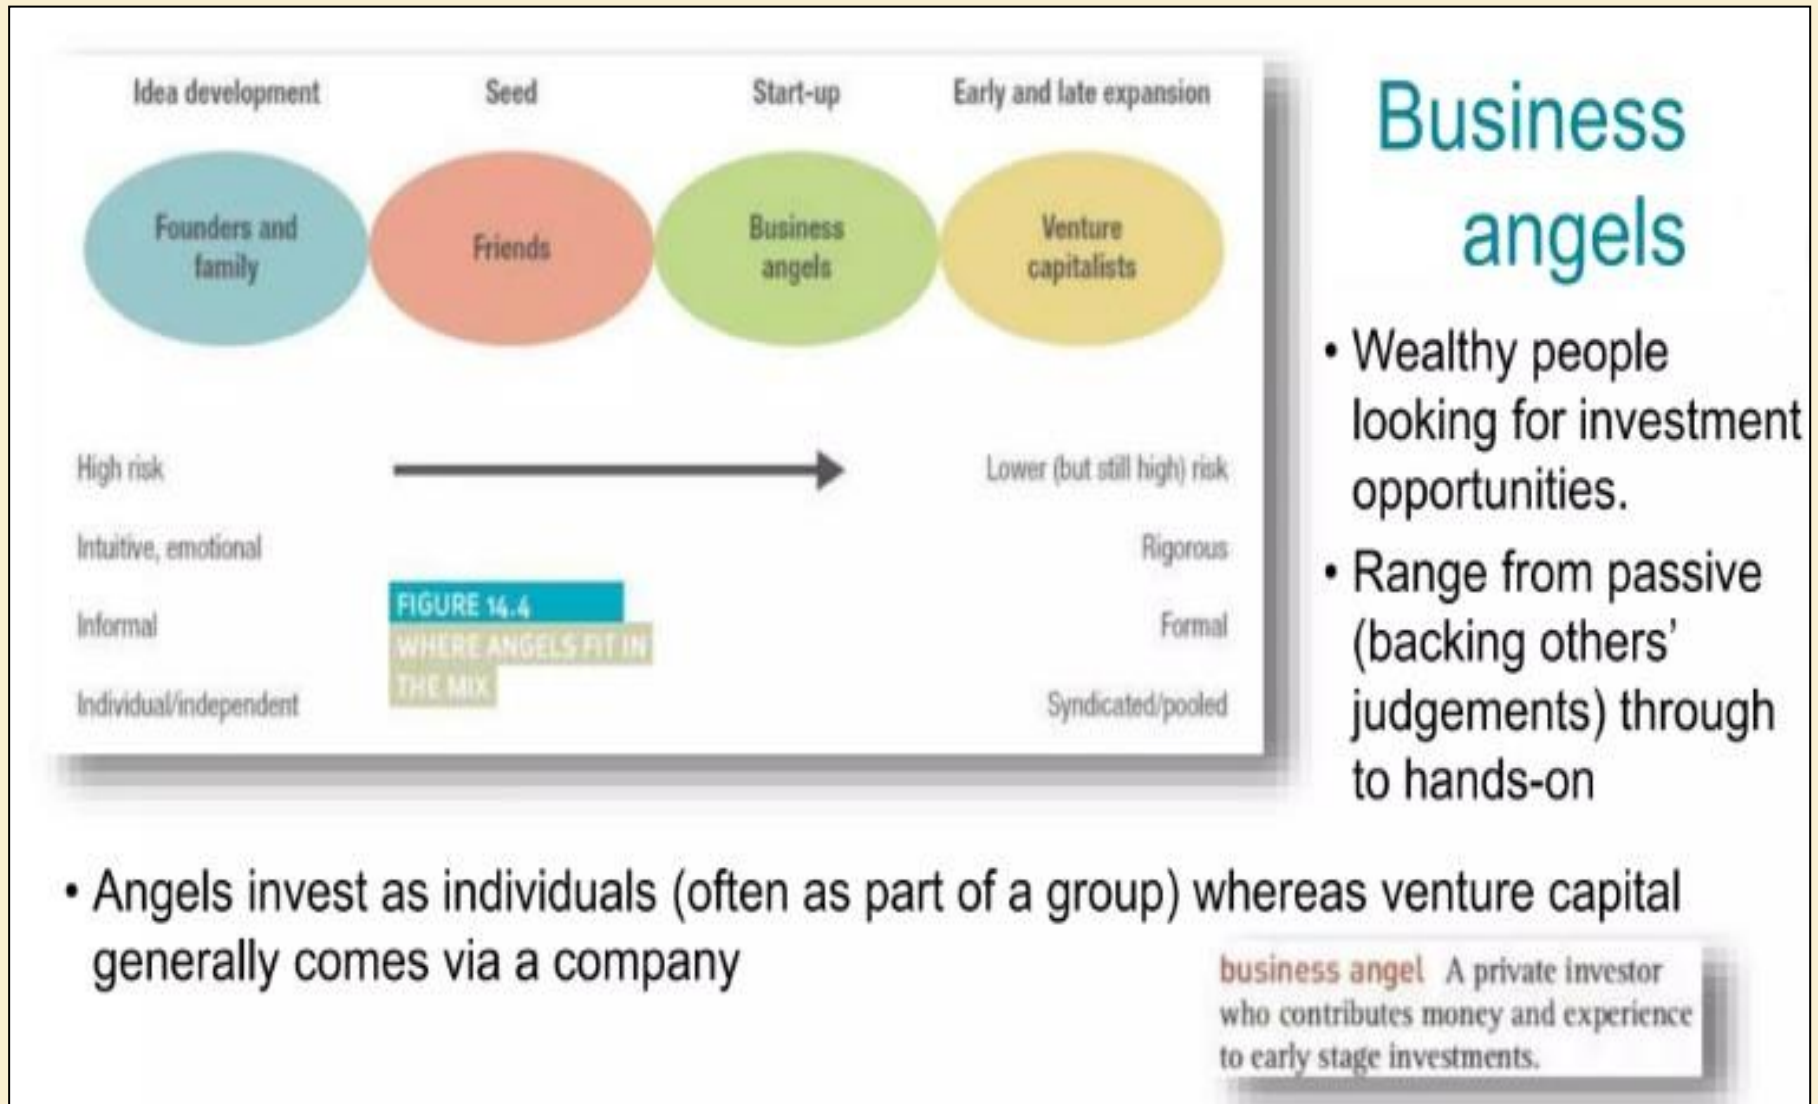 Idea development
Seed
Start-up
Early and late expansion
Founders and
family
Friends
Business
angels
Venture
capitalists
High risk
Lower (but still high) risk
Intuitive, emotional
Rigorous
Informal
Formal
Individual/independent
Syndicated/pooled
FIGURE 14.4
WHERE ANGELS FIT IN
THE MIX
Business
angels
• Wealthy people
looking for investment
opportunities.
• Range from passive
(backing others’
judgements) through
to hands-on
• Angels invest as individuals (often as part of a group) whereas venture capital
generally comes via a company
business angel A private investor
who contributes money and experience
to early stage investments.